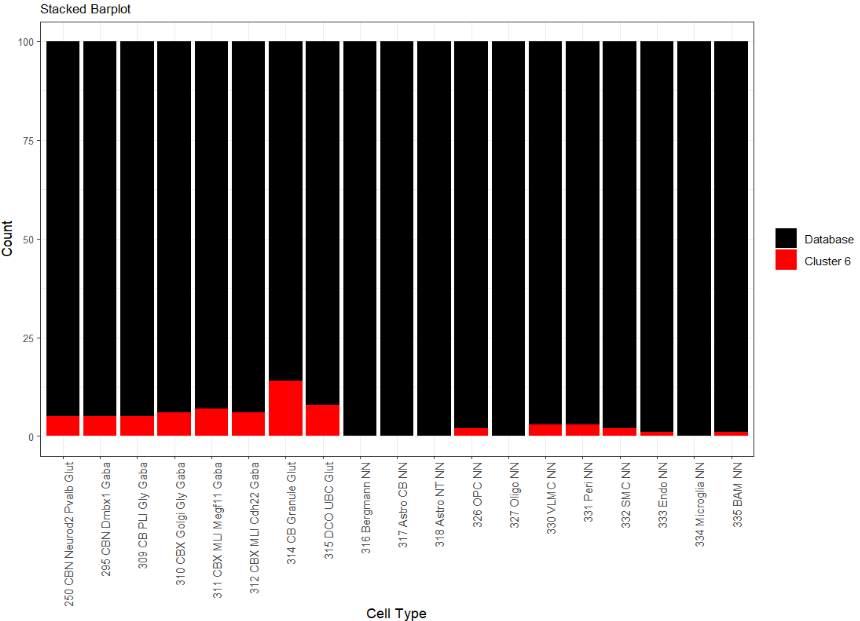 Stacked Barplot
100
75
50
25
0
Count
250 CBN Neurod2 Pvalb Glut
295 CBN Dmbx1 Gaba
309 CB PLI Gly Gaba
310 CBX Golgi Gly Gaba
311 CBX MLI Megf11 Gaba
312 CBX MLI Cdh22 Gaba
314 CB Granule Glut
315 DCO UBC Glut
316 Bergmann NN
317 Astro CB NN
318 Astro NT NN
326 OPC NN
327 Oligo NN
330 VLMC NN
331 Peri NN
332 SMC NN
333 Endo NN
334 Microglia NN
335 BAM NN
Cell Type
Database
Cluster 6